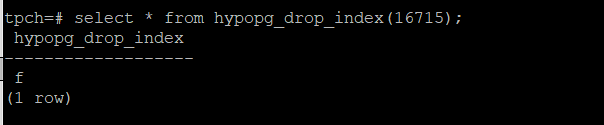 tpch=# select * from hypopg_drop_index(16715);
hypopg_drop_index
-------------------
f
(1 row)